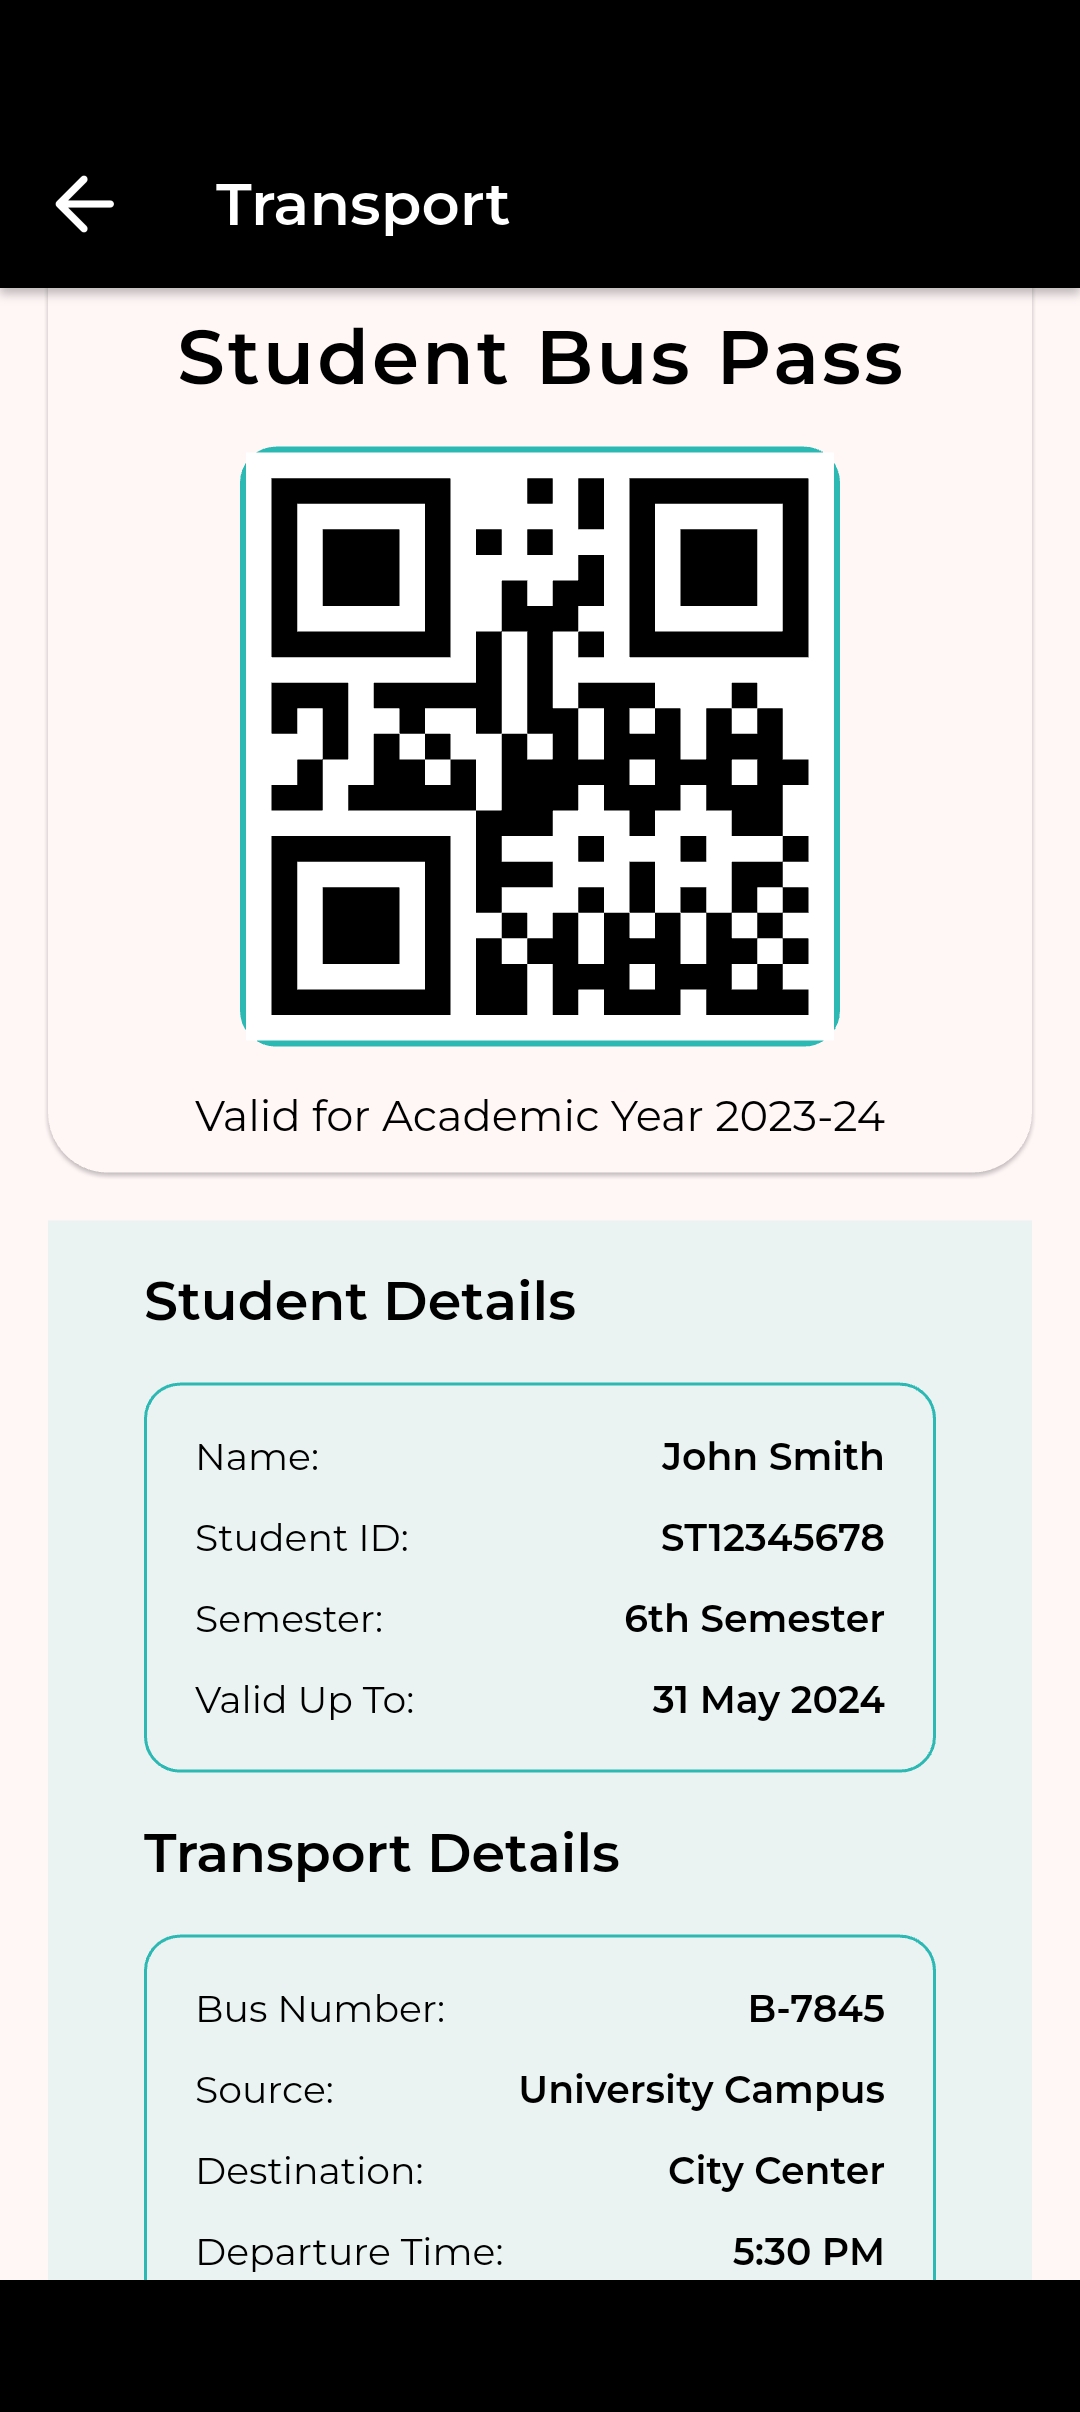 Transport
Student Bus Pass
Valid for Academic Year 2023-24
Student Details
Name: John Smith
Student ID: ST12345678
Semester: 6th Semester
Valid Up To: 31 May 2024
Transport Details
Bus Number: B-7845
Source: University Campus
Destination: City Center
Departure Time: 5:30 PM